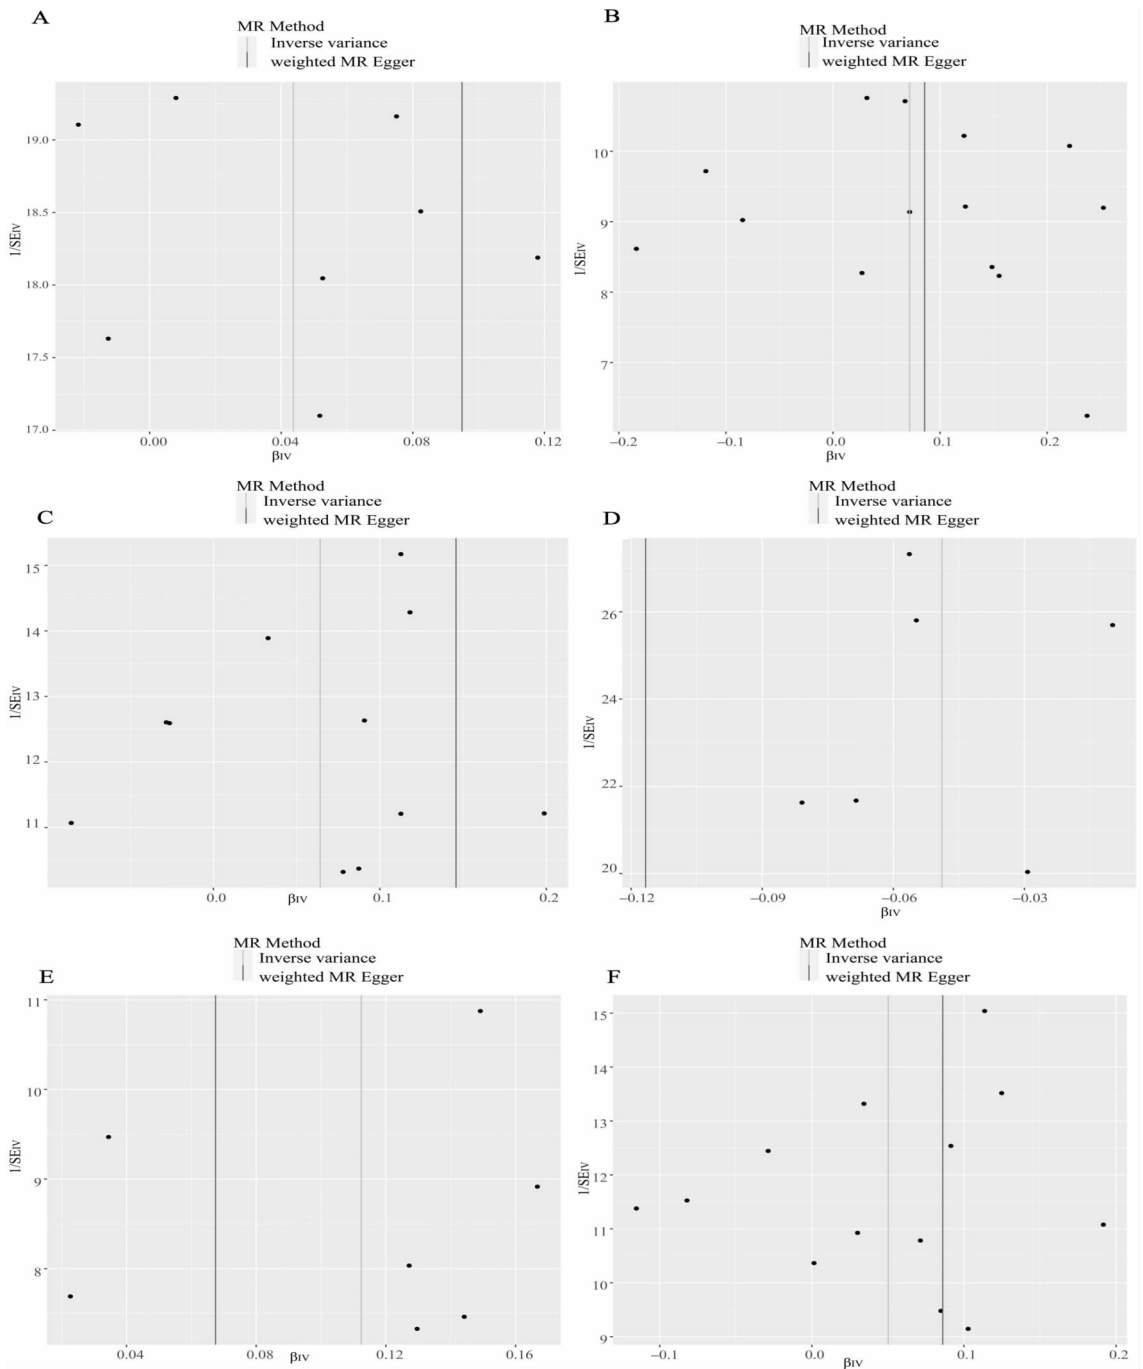 A
MR Method
Inverse variance
weighted MR Egger
19.0
18.5
18.0
17.5
17.0
1/SEIV
0.00
0.04
0.08
0.12
βIV
B
MR Method
Inverse variance
weighted MR Egger
10
9
8
7
1/SEIV
−0.2
−0.1
0.0
0.1
0.2
βIV
C
MR Method
Inverse variance
weighted MR Egger
15
14
13
12
11
1/SEIV
0.0
0.1
0.2
βIV
D
MR Method
Inverse variance
weighted MR Egger
26
24
22
20
1/SEIV
−0.12
−0.09
−0.06
−0.03
βIV
E
MR Method
Inverse variance
weighted MR Egger
11
10
9
8
1/SEIV
0.04
0.08
0.12
0.16
βIV
F
MR Method
Inverse variance
weighted MR Egger
15
14
13
12
11
10
9
1/SEIV
−0.1
0.0
0.1
0.2
βIV